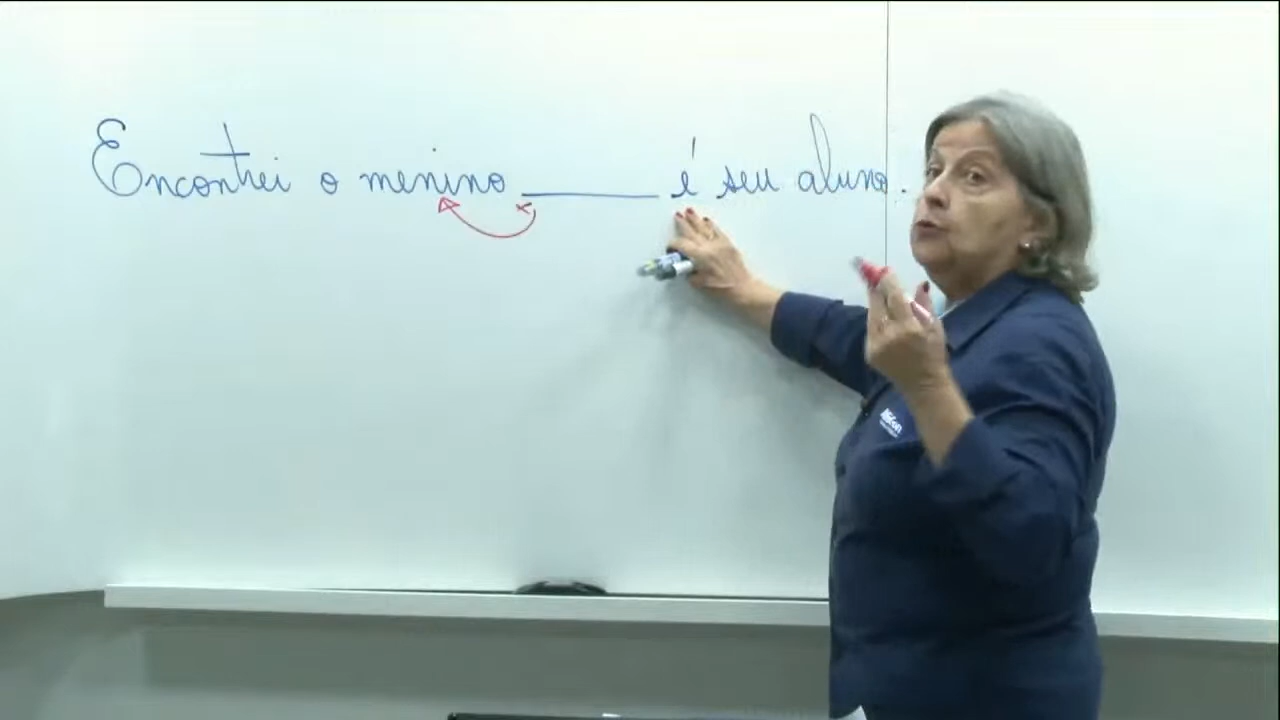 Encontrei o menino ______ é seu aluno.